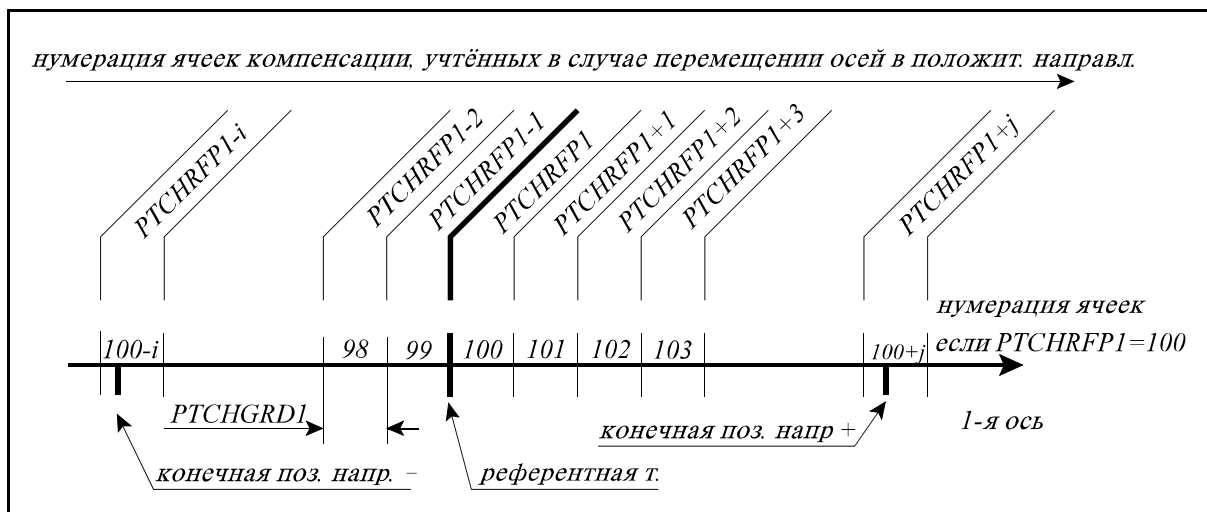 нумерация ячеек компенсации, учтённых в случае перемещении осей в положит. направл.
PTCHRFP1-i
PTCHRFP1-2
PTCHRFP1-1
PTCHRFP1
PTCHRFP1+1
PTCHRFP1+2
PTCHRFP1+3
PTCHRFP1+j
нумерация ячеек
если PTCHRFP1=100
100-i
98
99
100
101
102
103
100+j
PTCHGRD1
конечная поз. напр +
1-я ось
конечная поз. напр. -
референтная т.